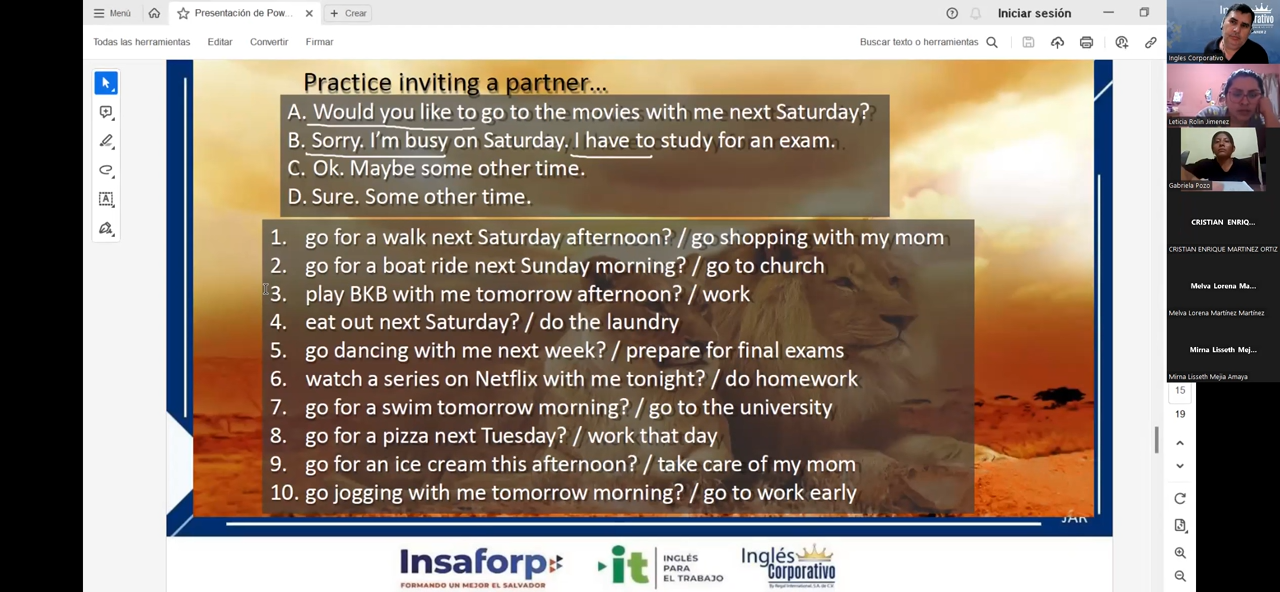 Menú
Presentación de Pow...
Crear
Iniciar sesión
Todas las herramientas
Editar
Convertir
Firmar
Buscar texto o herramientas
Practice inviting a partner...
A. Would you like to go to the movies with me next Saturday?
B. Sorry. I'm busy on Saturday. I have to study for an exam.
C. Ok. Maybe some other time.
D. Sure. Some other time.
1. go for a walk next Saturday afternoon? / go shopping with my mom
2. go for a boat ride next Sunday morning? / go to church
3. play BKB with me tomorrow afternoon? / work
4. eat out next Saturday? / do the laundry
5. go dancing with me next week? / prepare for final exams
6. watch a series on Netflix with me tonight? / do homework
7. go for a swim tomorrow morning? / go to the university
8. go for a pizza next Tuesday? / work that day
9. go for an ice cream this afternoon? / take care of my mom
10. go jogging with me tomorrow morning? / go to work early
JAR
Insaforp
FORMANDO UN MEJOR EL SALVADOR
it
INGLÉS
PARA
EL TRABAJO
Inglés
Corporativo
Ingles Corporativo
Leticia Rolin Jimenez
Gabriela Pozo
CRISTIAN ENRIQ...
CRISTIAN ENRIQUE MARTINEZ ORTIZ
Melva Lorena Ma...
Melva Lorena Martínez Martínez
Mirna Lisseth Mej...
Mirna Lisseth Mejia Amaya
15
19